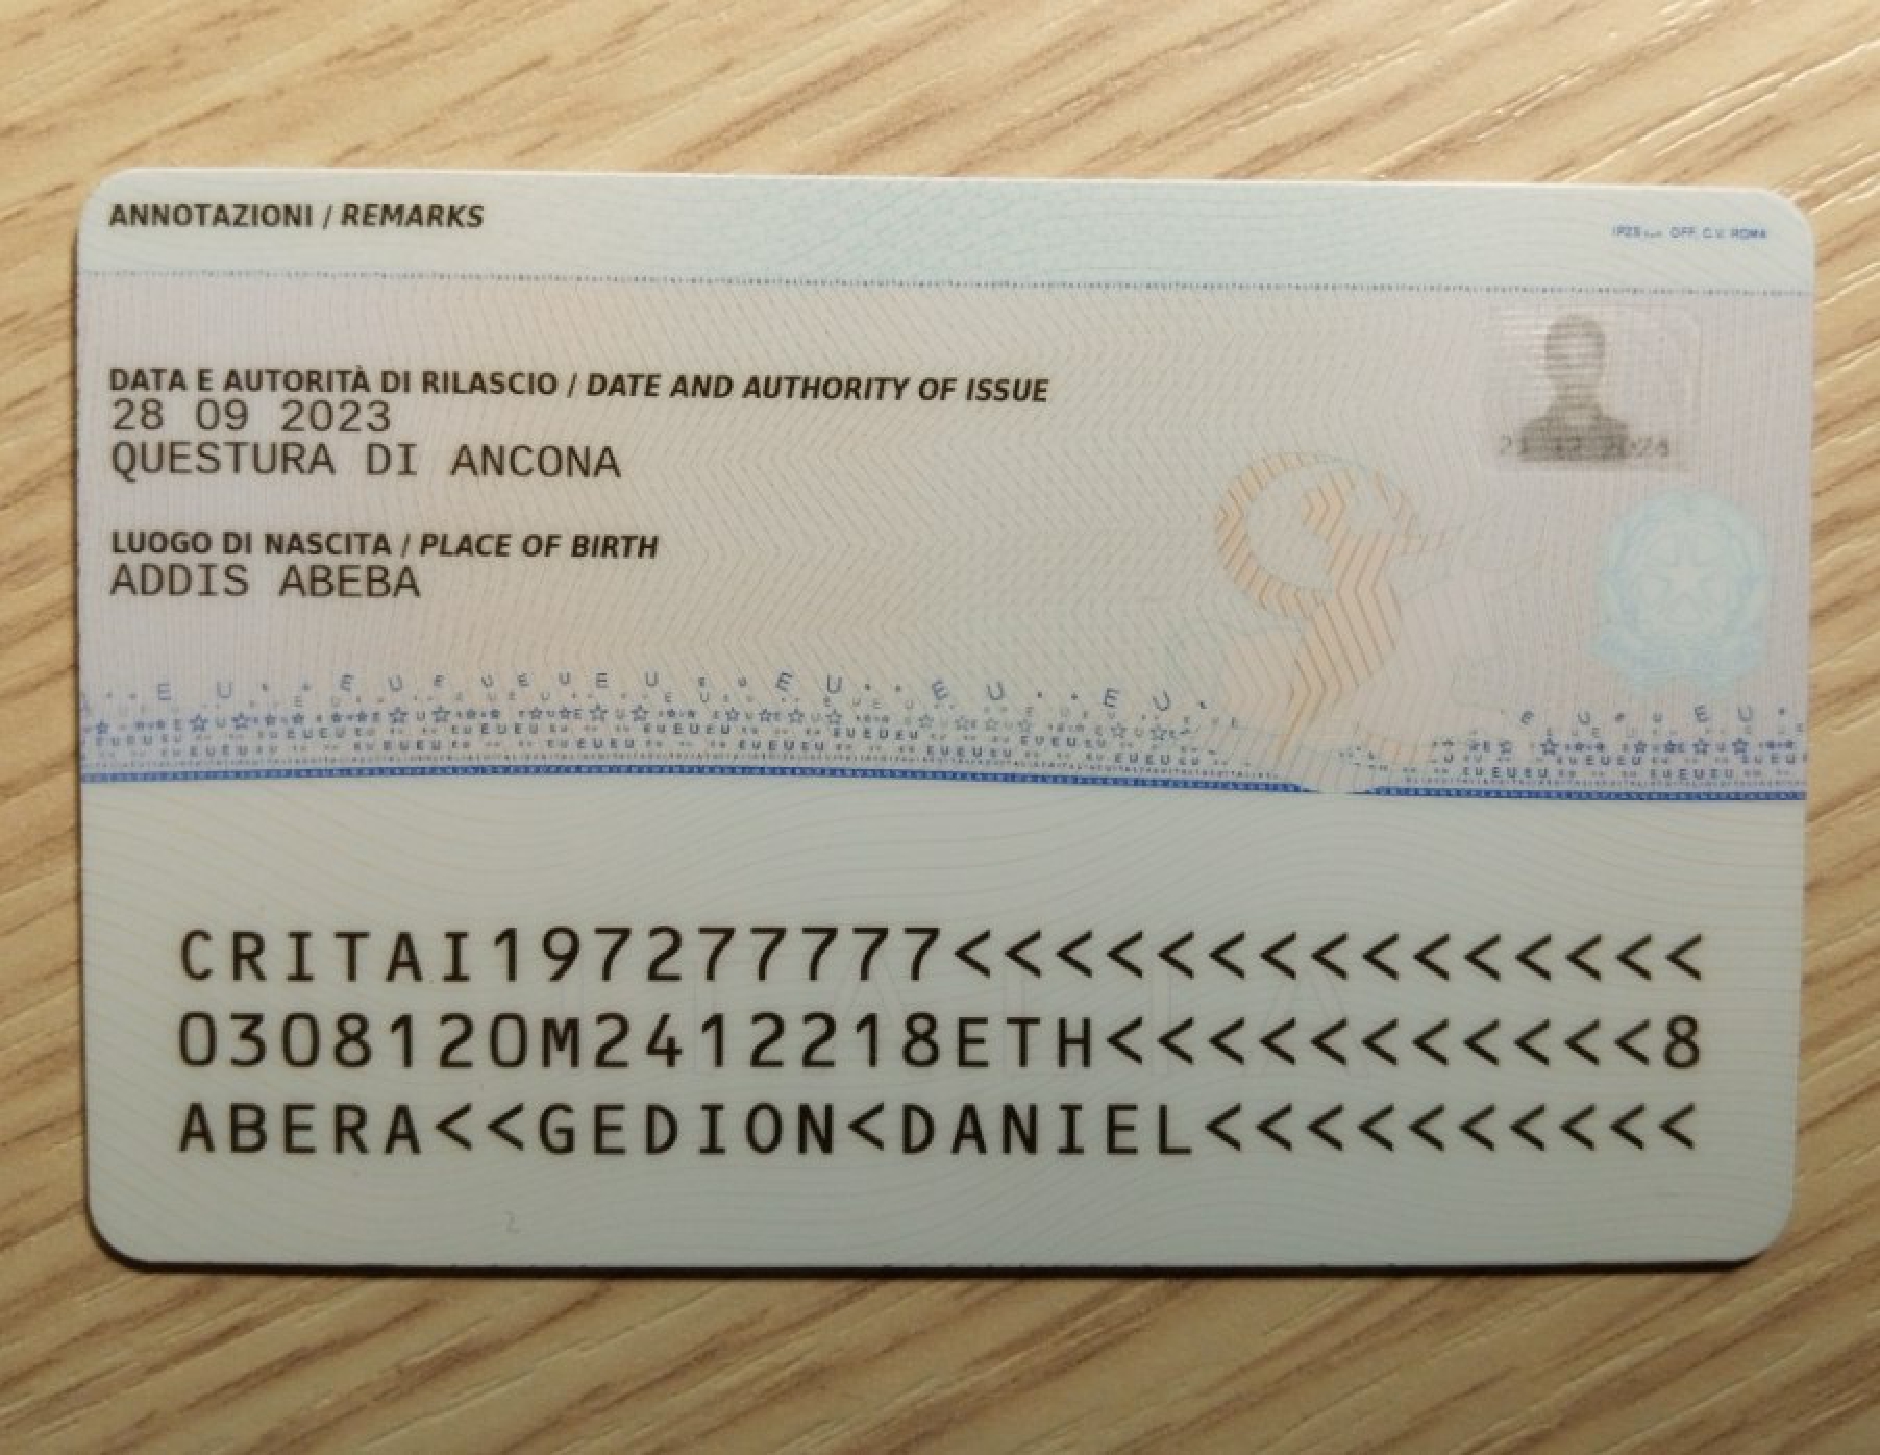 ANNOTAZIONI / REMARKS
IPZS S.p.A. OFF. C.V. ROMA
DATA E AUTORITÀ DI RILASCIO / DATE AND AUTHORITY OF ISSUE
28 09 2023
QUESTURA DI ANCONA
LUOGO DI NASCITA / PLACE OF BIRTH
ADDIS ABEBA
CRITAI197277777<<<<<<<<<<<<<<<
0308120M2412218ETH<<<<<<<<<<<8
ABERA<<GEDION<DANIEL<<<<<<<<<<
2